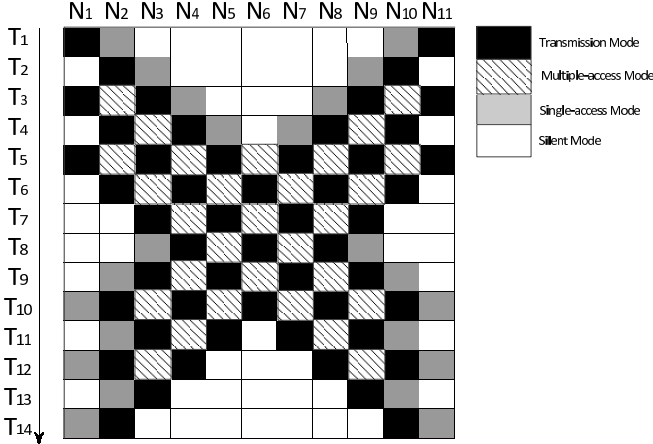 N1 N2 N3 N4 N5 N6 N7 N8 N9 N10 N11
T1
T2
T3
T4
T5
T6
T7
T8
T9
T10
T11
T12
T13
T14
Transmission Mode
Multiple-access Mode
Single-access Mode
Silent Mode